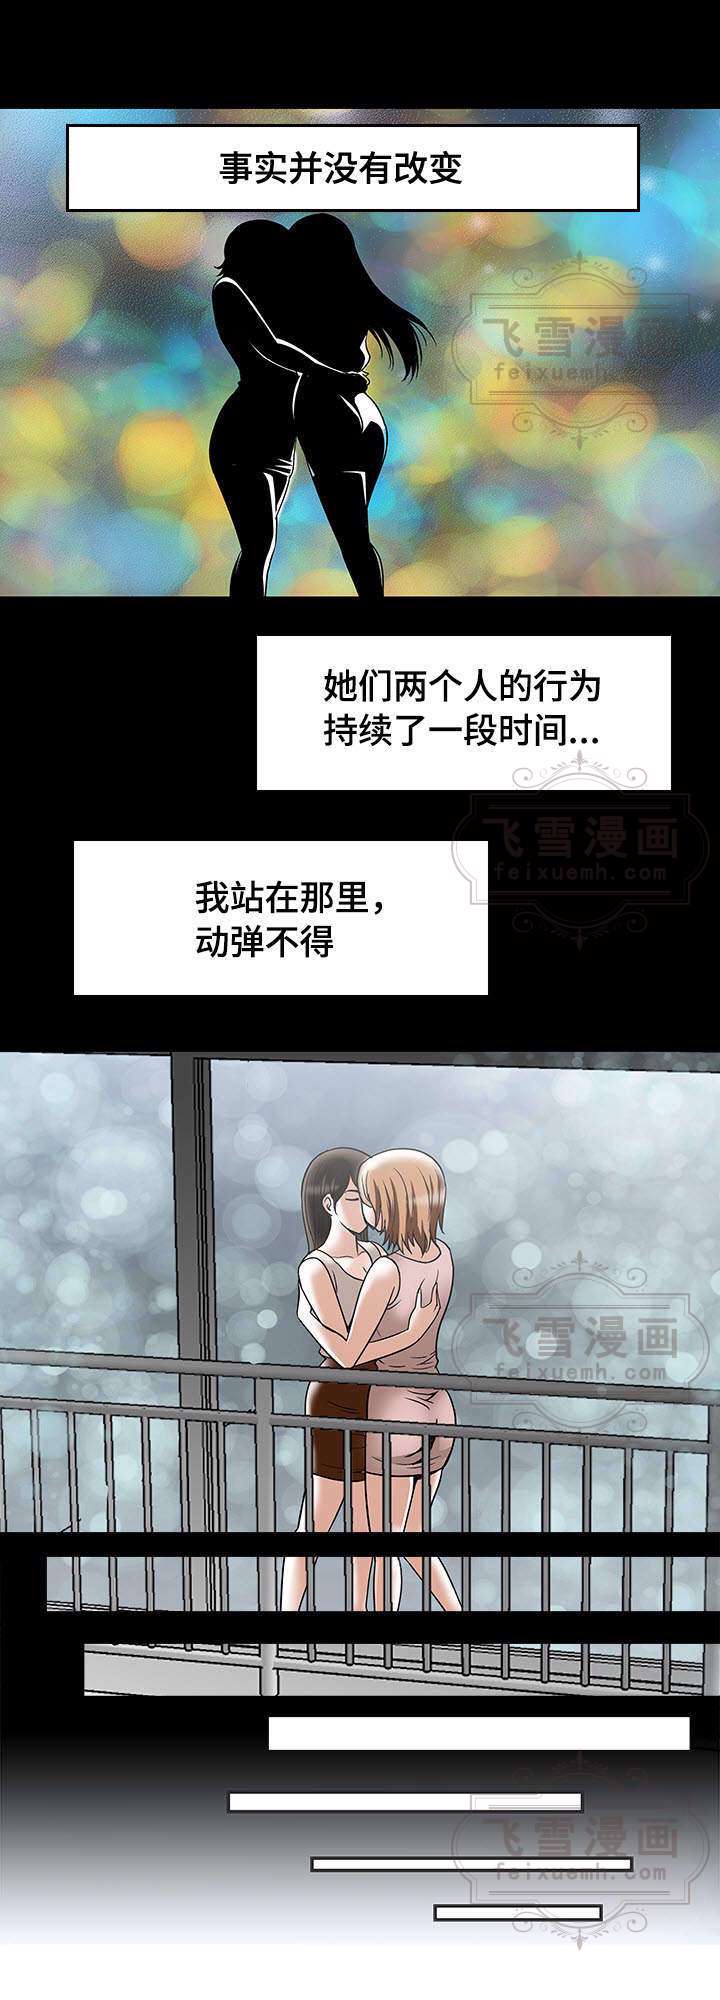 事实并没有改变
飞雪漫画
feixuemh.com
她们两个人的行为
持续了一段时间…
飞雪漫画
feixuemh.com
我站在那里，
动弹不得
飞雪漫画
feixuemh.com
飞雪漫画
feixuemh.com